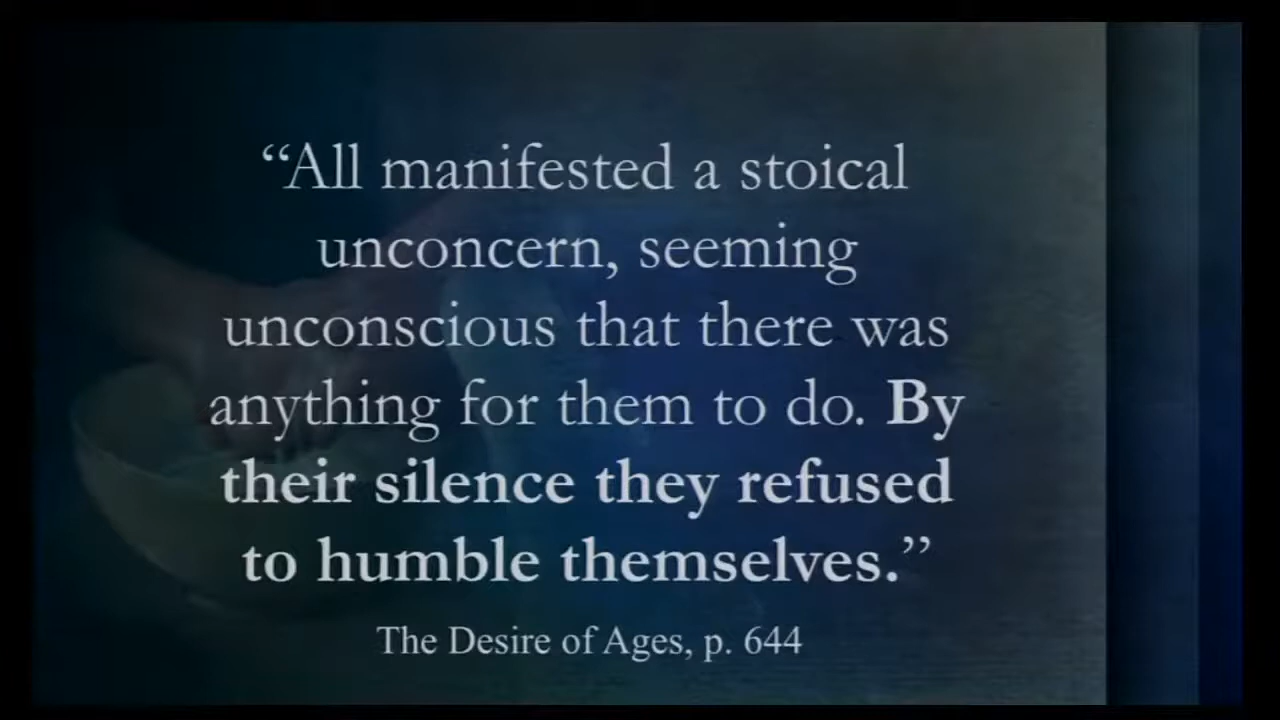 “All manifested a stoical
unconcern, seeming
unconscious that there was
anything for them to do. By
their silence they refused
to humble themselves.”
The Desire of Ages, p. 644